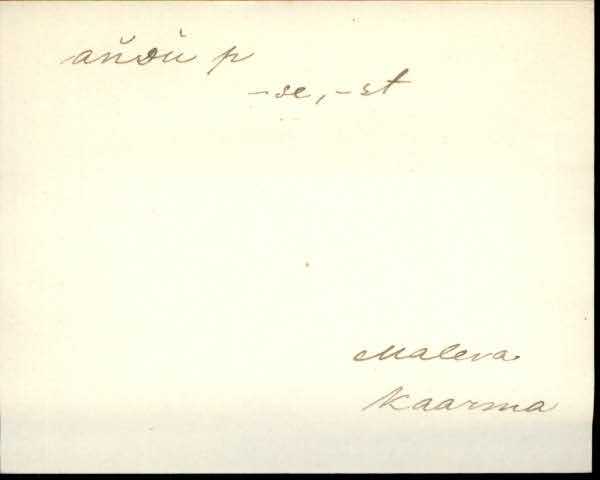 aňdu p
-se, -st
Maleva
Kaarma